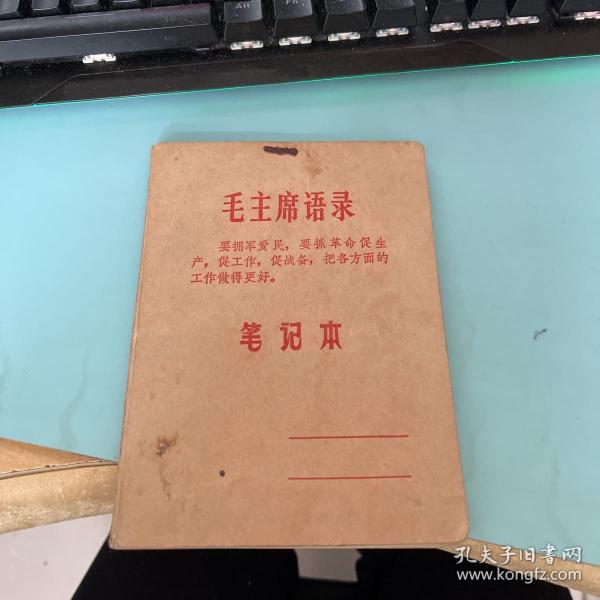 毛主席语录
要拥军爱民，要抓革命促生
产，促工作，促战备，把各方面的
工作做得更好。
笔记本
孔夫子旧书网
www.kongfz.com